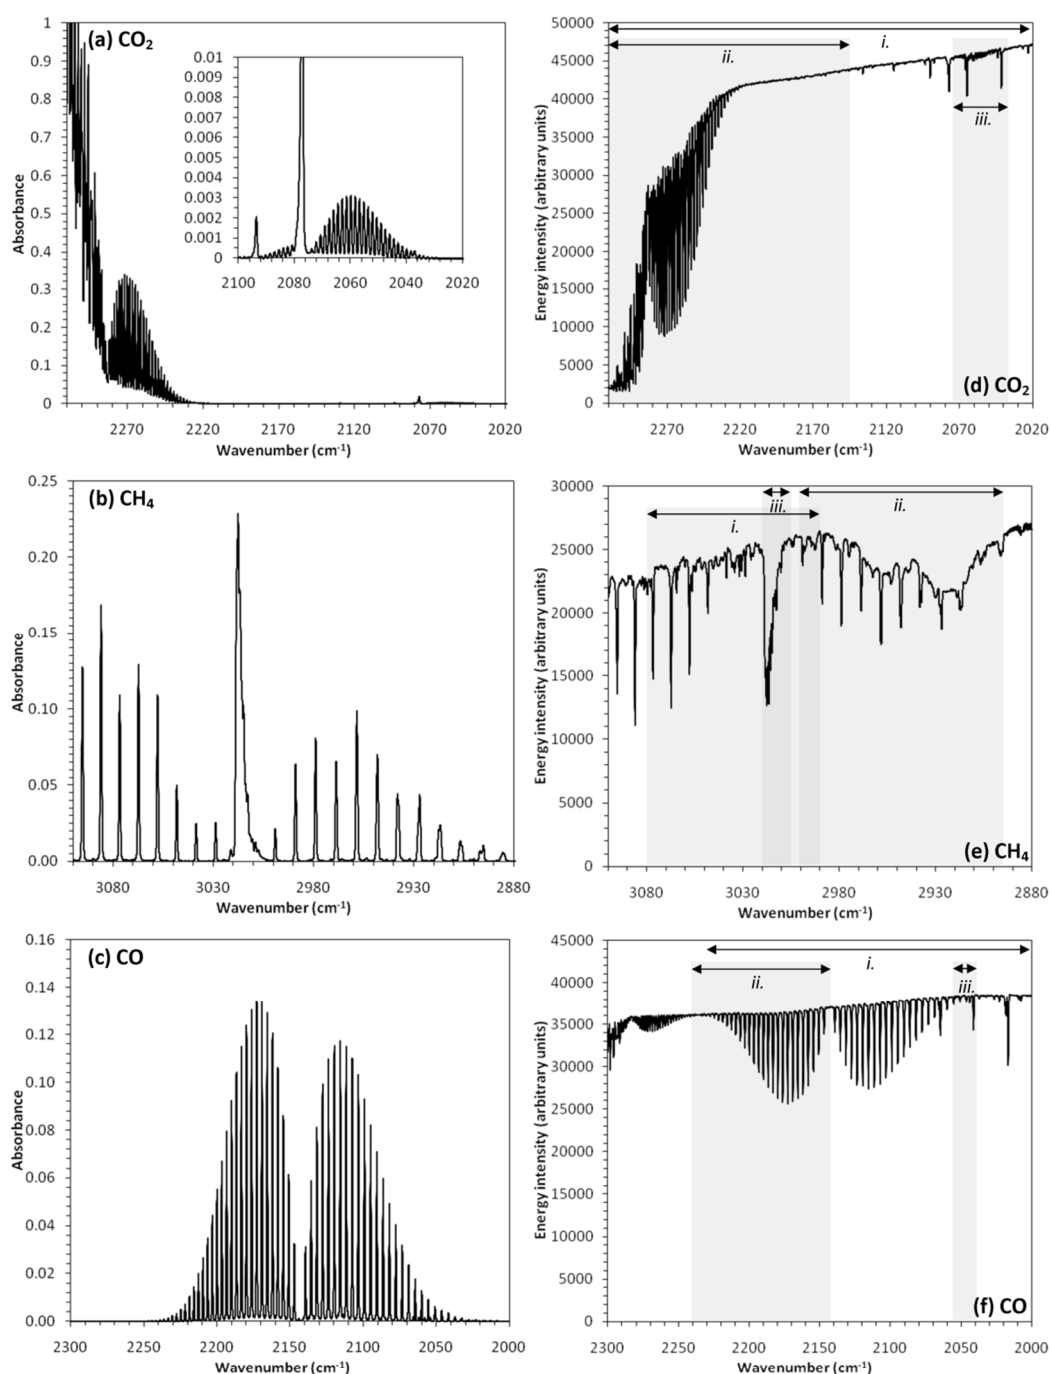 (a) CO2
1
0.9
0.8
0.7
0.6
0.5
0.4
0.3
0.2
0.1
0
Absorbance
2270 2220 2170 2120 2070 2020
Wavenumber (cm-1)
0.01
0.009
0.008
0.007
0.006
0.005
0.004
0.003
0.002
0.001
0
2100 2080 2060 2040 2020
50000
45000
40000
35000
30000
25000
20000
15000
10000
5000
0
Energy intensity (arbitrary units)
i.
ii.
iii.
(d) CO2
2270 2220 2170 2120 2070 2020
Wavenumber (cm-1)
(b) CH4
0.25
0.20
0.15
0.10
0.05
0.00
Absorbance
3080 3030 2980 2930 2880
Wavenumber (cm-1)
30000
25000
20000
15000
10000
5000
0
Energy intensity (arbitrary units)
iii.
ii.
i.
(e) CH4
3080 3030 2980 2930 2880
Wavenumber (cm-1)
(c) CO
0.16
0.14
0.12
0.10
0.08
0.06
0.04
0.02
0.00
Absorbance
2300 2250 2200 2150 2100 2050 2000
Wavenumber (cm-1)
45000
40000
35000
30000
25000
20000
15000
10000
5000
0
Energy intensity (arbitrary units)
i.
ii.
iii.
(f) CO
2300 2250 2200 2150 2100 2050 2000
Wavenumber (cm-1)